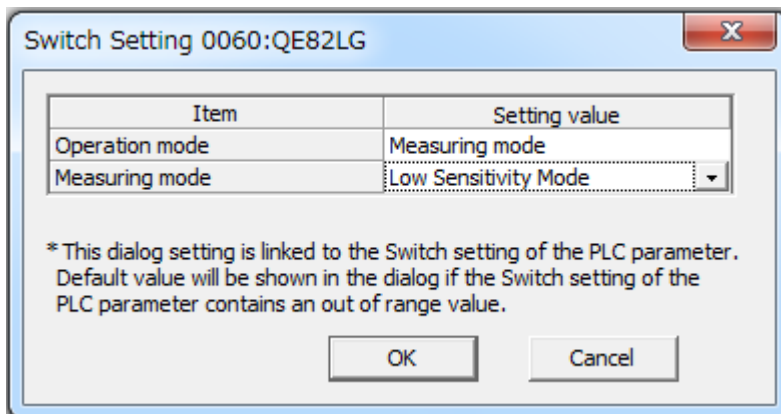 Switch Setting 0060:QE82LG
Item Setting value
Operation mode Measuring mode
Measuring mode Low Sensitivity Mode
* This dialog setting is linked to the Switch setting of the PLC parameter.
Default value will be shown in the dialog if the Switch setting of the
PLC parameter contains an out of range value.
OK Cancel